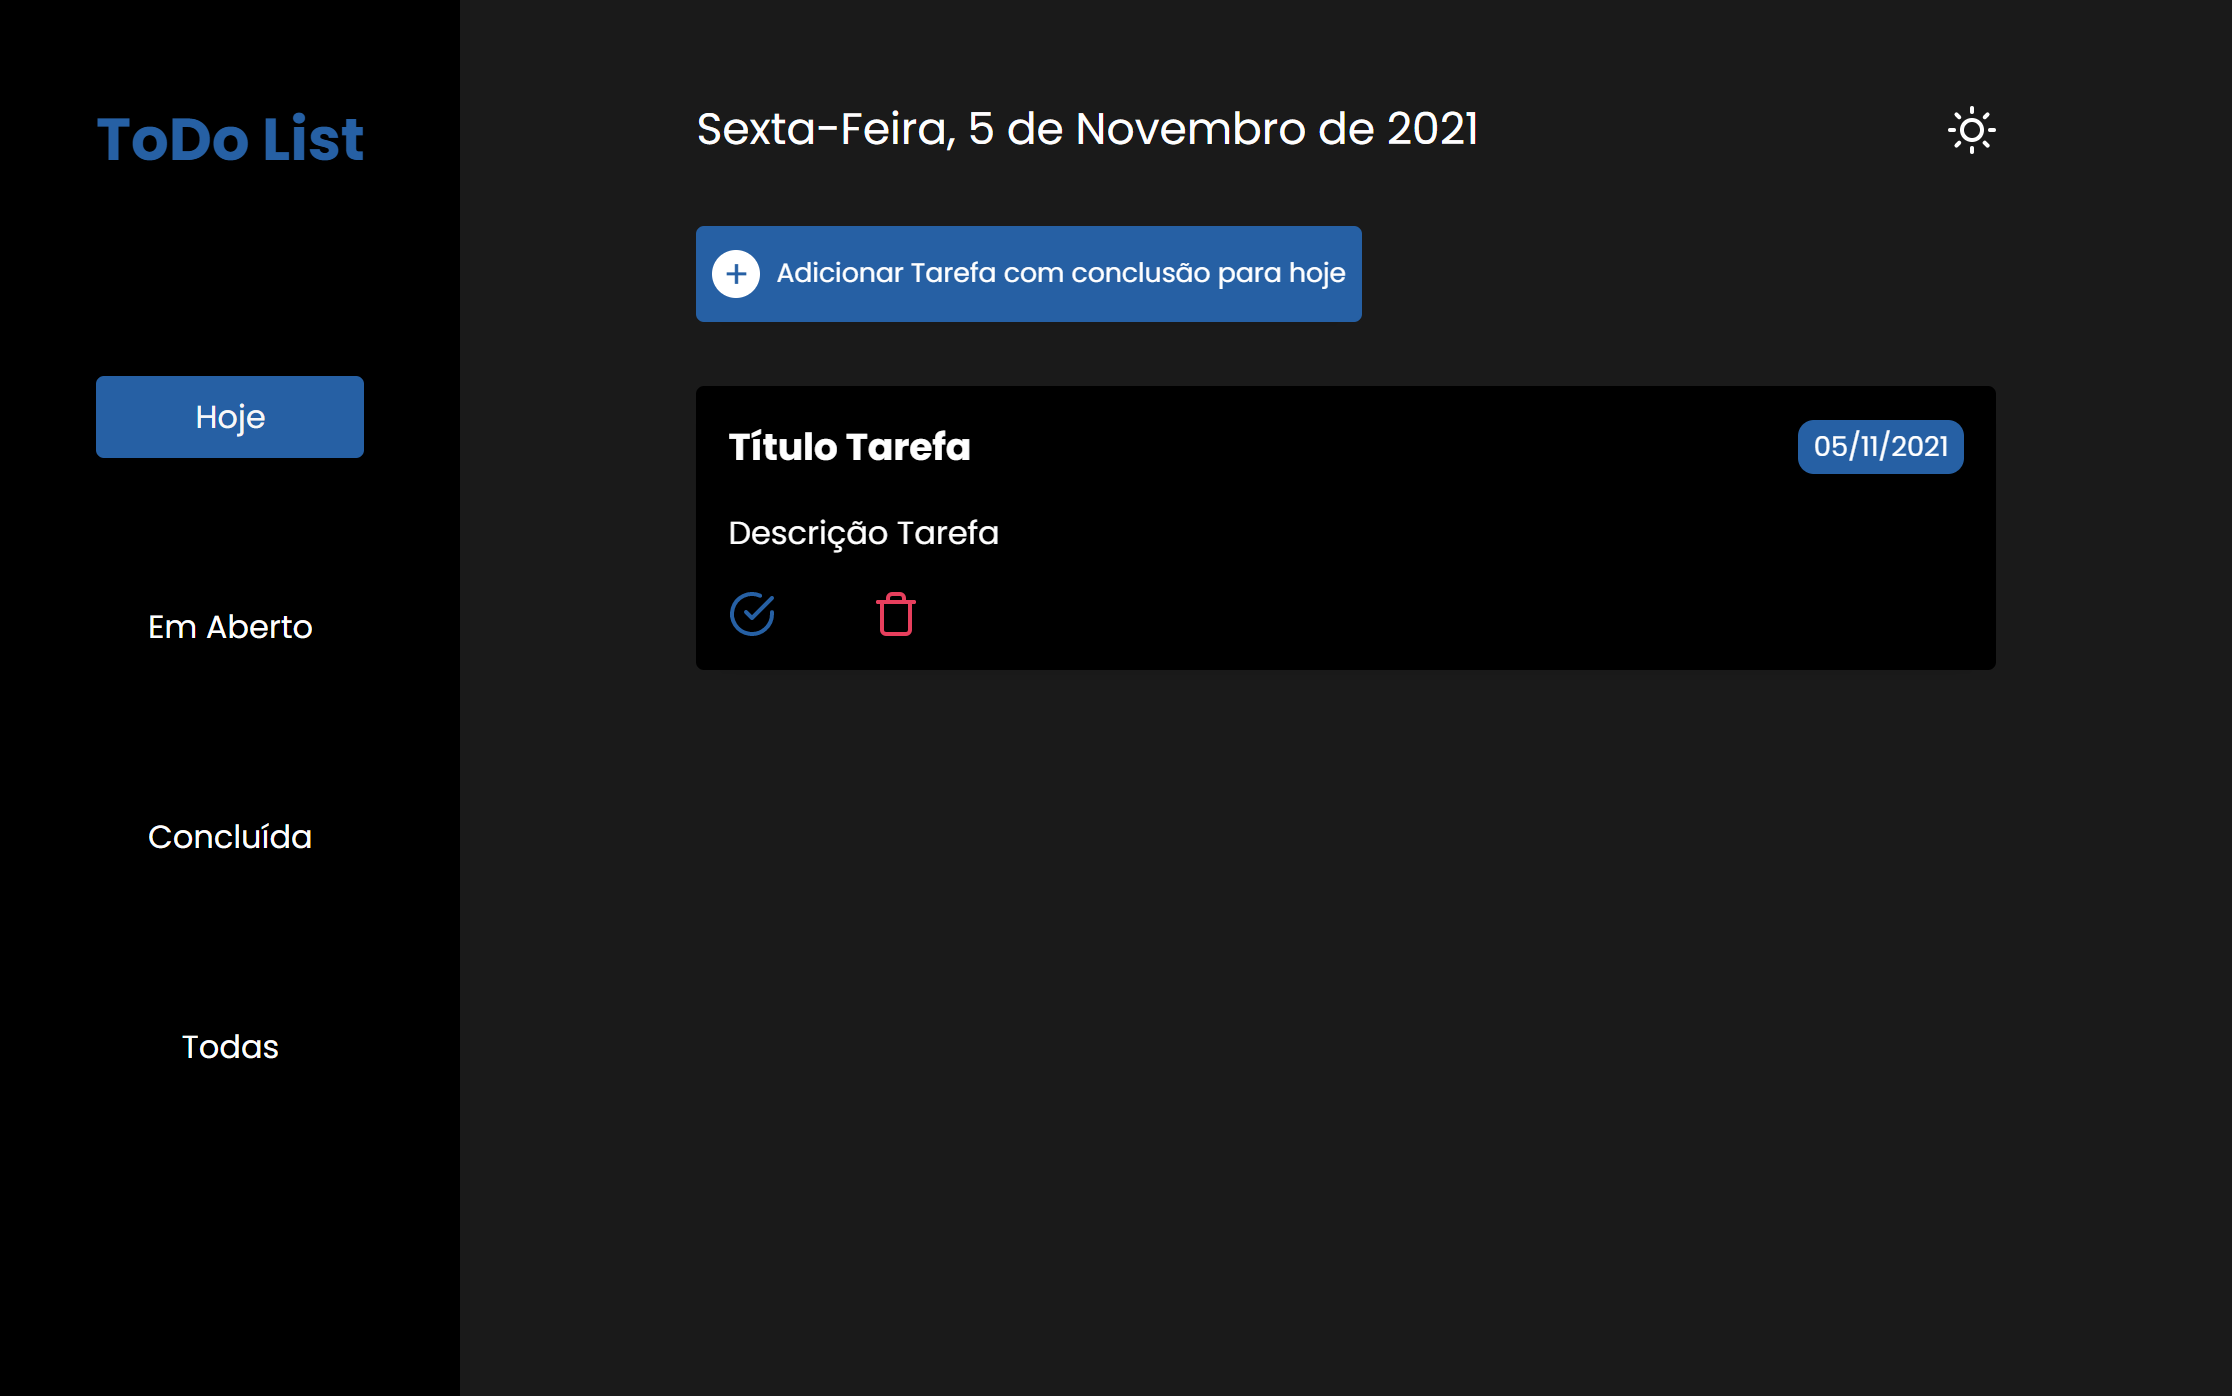 ToDo List
Hoje
Em Aberto
Concluída
Todas
Sexta-Feira, 5 de Novembro de 2021
Adicionar Tarefa com conclusão para hoje
Título Tarefa
05/11/2021
Descrição Tarefa